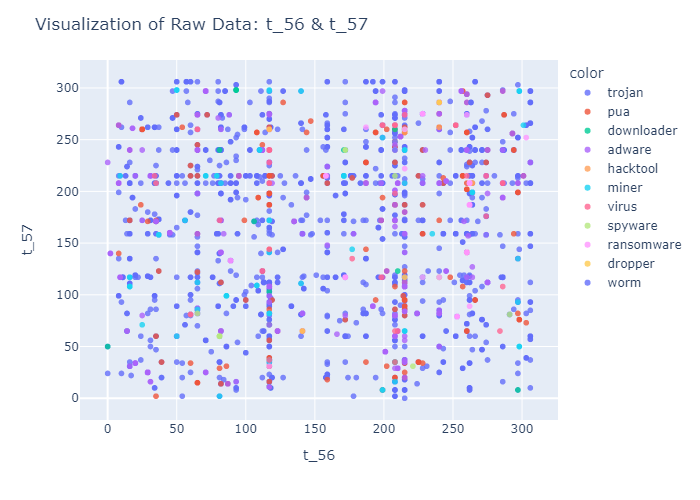 Visualization of Raw Data: t_56 & t_57
color
trojan
pua
downloader
adware
hacktool
miner
virus
spyware
ransomware
dropper
worm
300
250
200
150
100
50
0
t_57
0
50
100
150
200
250
300
t_56